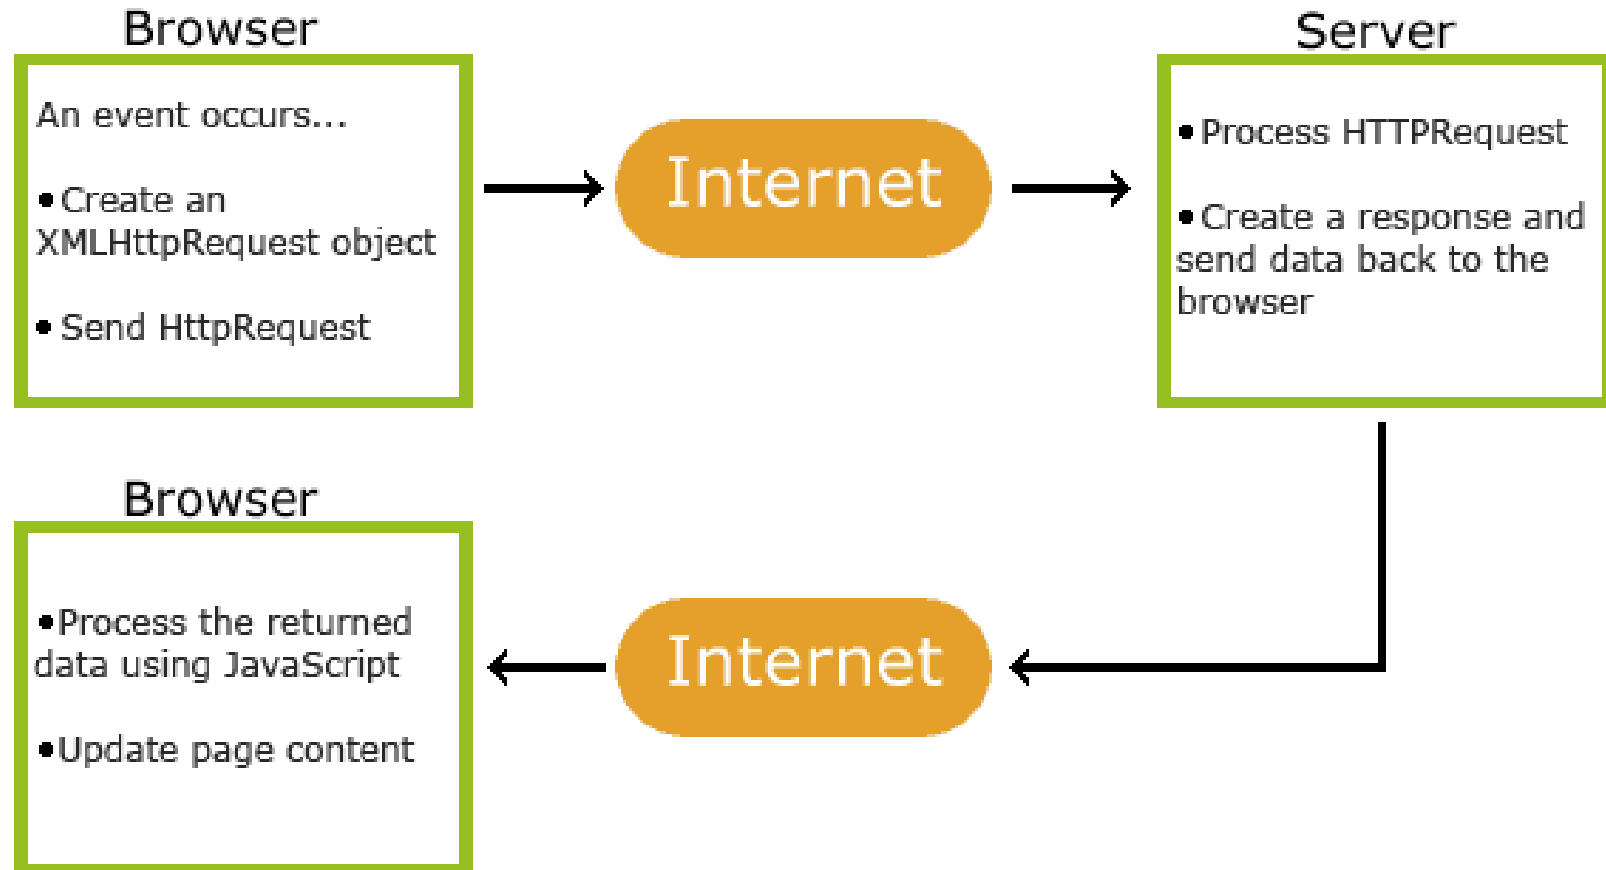 Browser
An event occurs...
•Create an
XMLHttpRequest object
• Send HttpRequest
Internet
Server
•Process HTTPRequest
•Create a response and
send data back to the
browser
Browser
•Process the returned
data using JavaScript
•Update page content
Internet